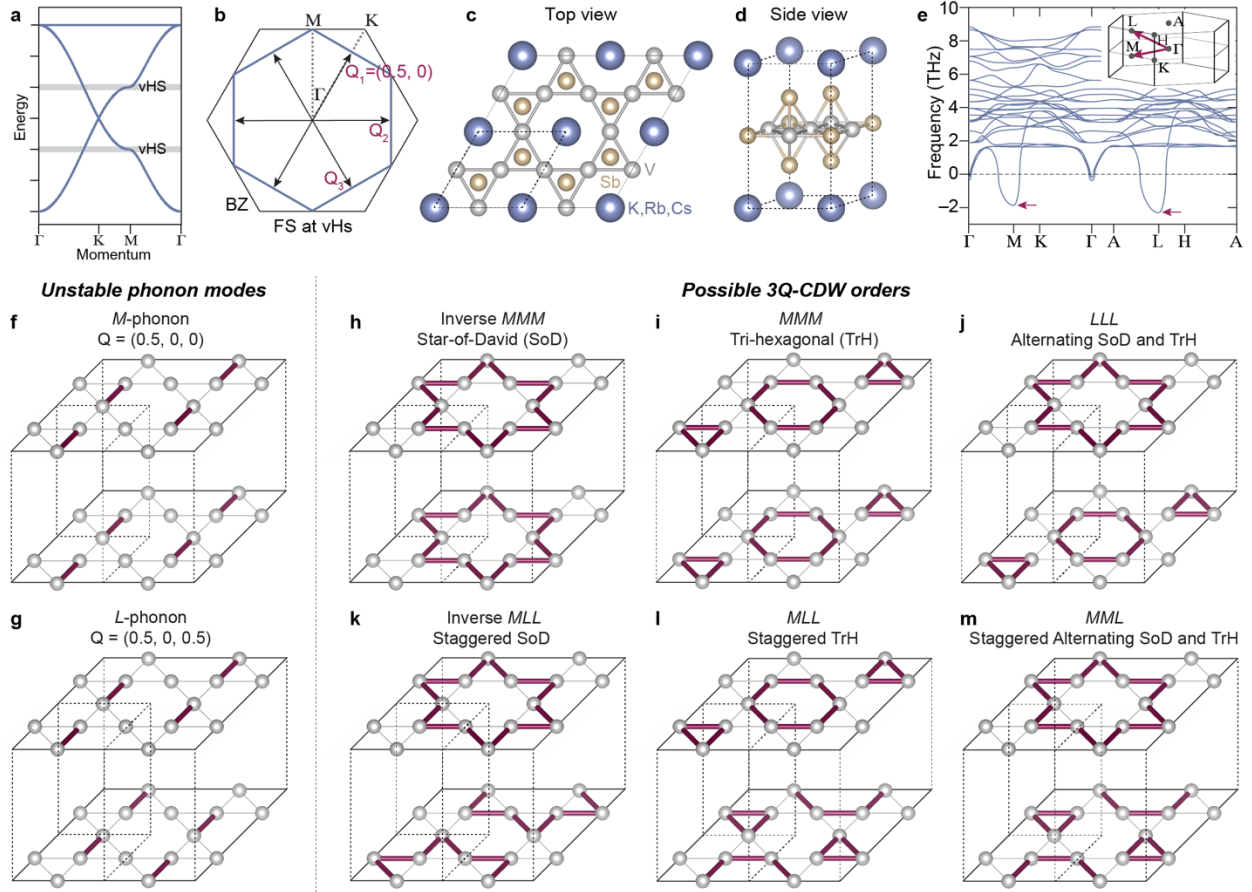 a
Energy
vHS
vHS
Γ
K
M
Γ
Momentum
b
M
K
Q₁=(0.5, 0)
Γ
Q₂
Q₃
BZ
FS at vHs
c
Top view
V
Sb
K,Rb,Cs
d
Side view
e
10
8
6
4
2
0
−2
Frequency (THz)
L
A
H
M
Γ
K
Γ
M
K
Γ
A
L
H
A
Unstable phonon modes
Possible 3Q-CDW orders
f
M-phonon
Q = (0.5, 0, 0)
h
Inverse MMM
Star-of-David (SoD)
i
MMM
Tri-hexagonal (TrH)
j
LLL
Alternating SoD and TrH
g
L-phonon
Q = (0.5, 0, 0.5)
k
Inverse MLL
Staggered SoD
l
MLL
Staggered TrH
m
MML
Staggered Alternating SoD and TrH